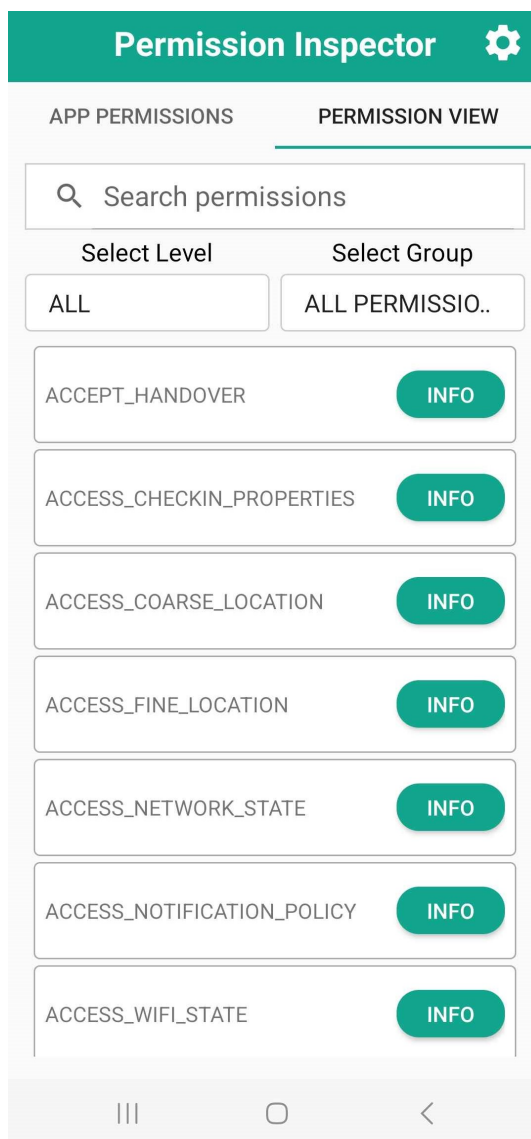 Permission Inspector
APP PERMISSIONS PERMISSION VIEW
Search permissions
Select Level Select Group
ALL ALL PERMISSIO..
ACCEPT_HANDOVER INFO
ACCESS_CHECKIN_PROPERTIES INFO
ACCESS_COARSE_LOCATION INFO
ACCESS_FINE_LOCATION INFO
ACCESS_NETWORK_STATE INFO
ACCESS_NOTIFICATION_POLICY INFO
ACCESS_WIFI_STATE INFO